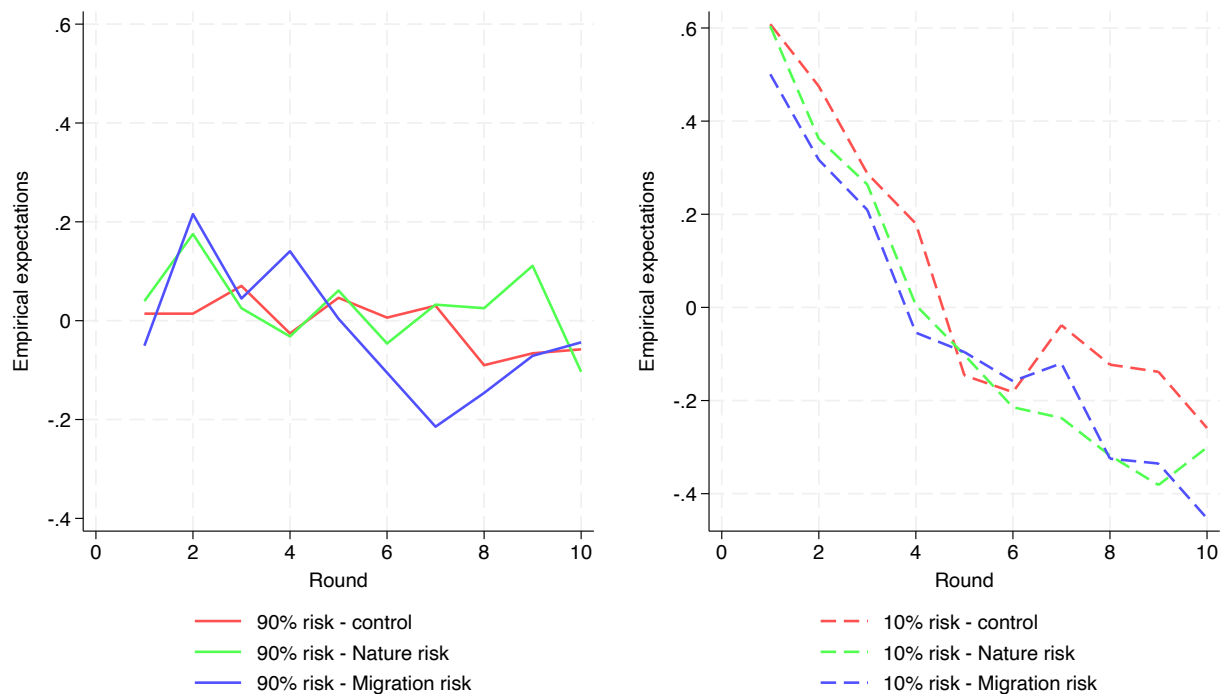 .6
.4
.2
0
-.2
-.4
Empirical expectations
0 2 4 6 8 10
Round
90% risk - control
90% risk - Nature risk
90% risk - Migration risk
.6
.4
.2
0
-.2
-.4
Empirical expectations
0 2 4 6 8 10
Round
10% risk - control
10% risk - Nature risk
10% risk - Migration risk